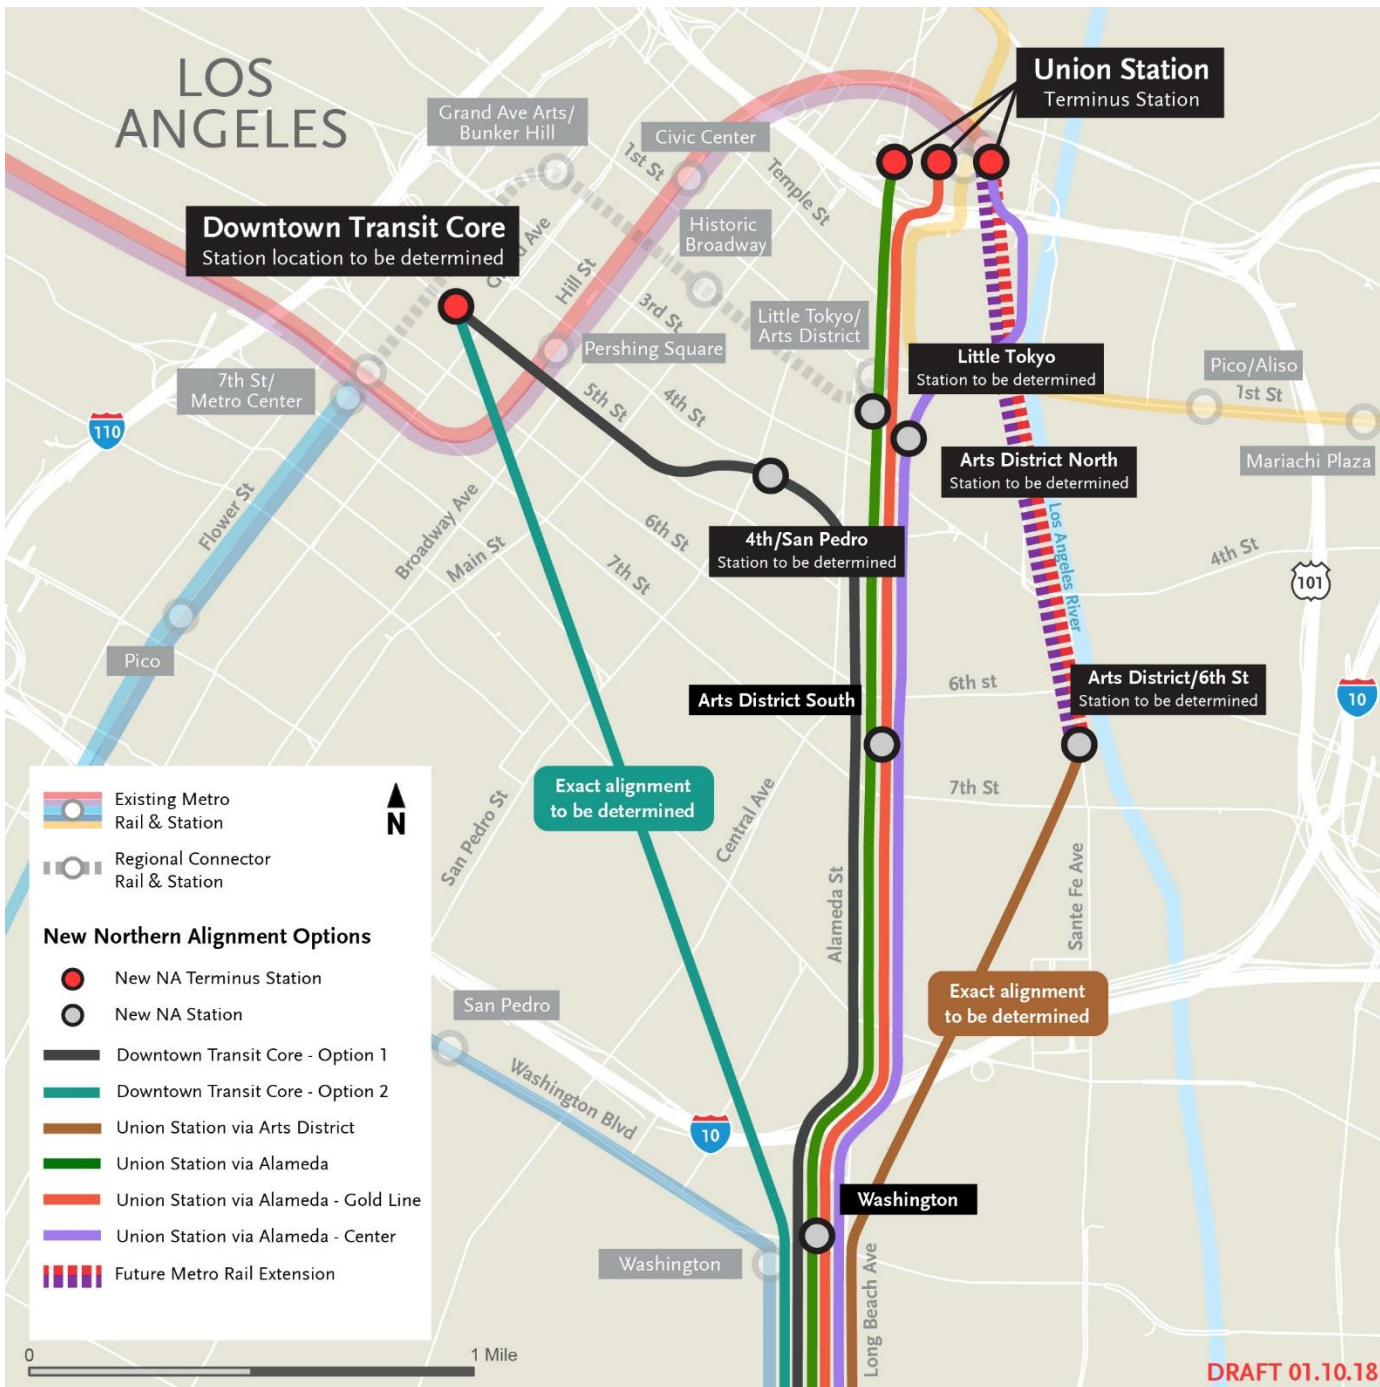 LOS
ANGELES
Union Station
Terminus Station
Grand Ave Arts/
Bunker Hill
Civic Center
1st St
Temple St
Downtown Transit Core
Station location to be determined
Grand Ave
Historic
Broadway
Hill St
3rd St
Little Tokyo/
Arts District
Pershing Square
Little Tokyo
Station to be determined
Pico/Aliso
1st St
7th St/
Metro Center
5th St
4th St
110
Arts District North
Station to be determined
Mariachi Plaza
Flower St
Broadway Ave
Main St
6th St
7th St
4th/San Pedro
Station to be determined
Los Angeles River
4th St
101
Pico
Arts District South
6th st
Arts District/6th St
Station to be determined
10
Exact alignment
to be determined
7th St
San Pedro St
Central Ave
Alameda St
Sante Fe Ave
Existing Metro
Rail & Station
N
Regional Connector
Rail & Station
New Northern Alignment Options
New NA Terminus Station
New NA Station
Downtown Transit Core - Option 1
Downtown Transit Core - Option 2
Union Station via Arts District
Union Station via Alameda
Union Station via Alameda - Gold Line
Union Station via Alameda - Center
Future Metro Rail Extension
San Pedro
Exact alignment
to be determined
Washington Blvd
10
Washington
Washington
Long Beach Ave
0
1 Mile
DRAFT 01.10.18